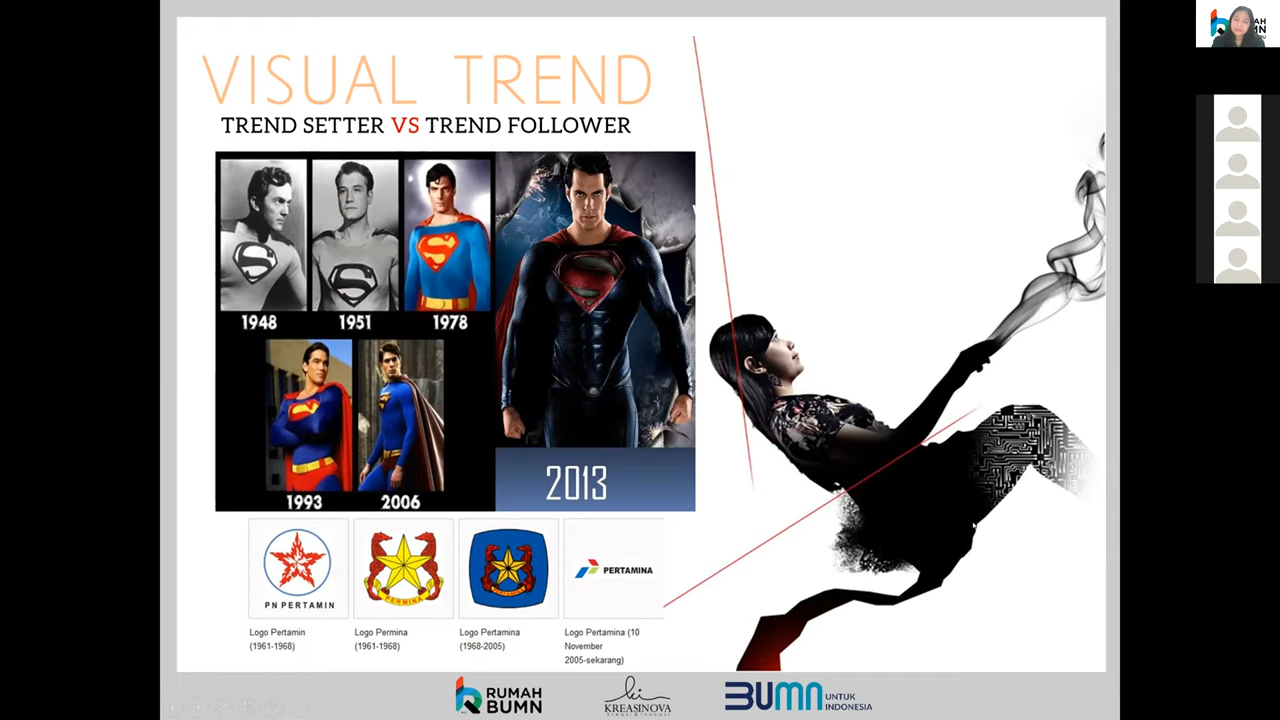 VISUAL TREND
TREND SETTER VS TREND FOLLOWER
1948
1951
1978
1993
2006
2013
PN PERTAMIN
PERMINA
PERTAMINA
PERTAMINA
Logo Pertamin
(1961-1968)
Logo Permina
(1961-1968)
Logo Pertamina
(1968-2005)
Logo Pertamina (10
November
2005-sekarang)
RUMAH
BUMN
KREASINOVA
BUMN UNTUK
INDONESIA